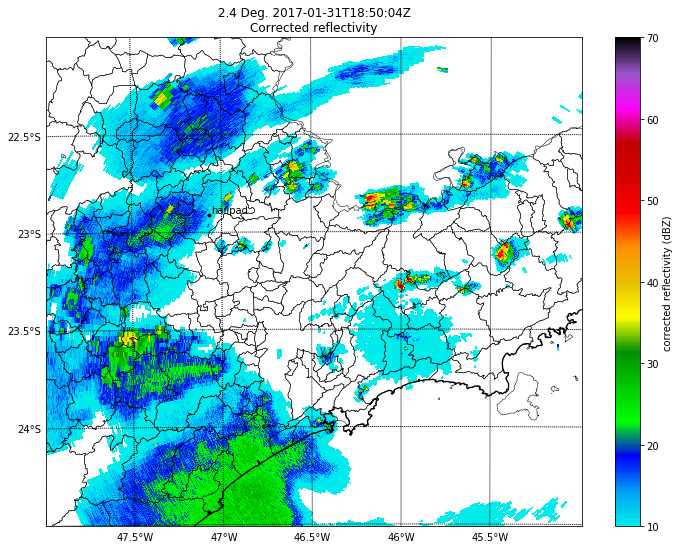 2.4 Deg. 2017-01-31T18:50:04Z
Corrected reflectivity
70
60
50
40
30
20
10
corrected reflectivity (dBZ)
22.5°S
23°S
23.5°S
24°S
hailpad
47.5°W
47°W
46.5°W
46°W
45.5°W